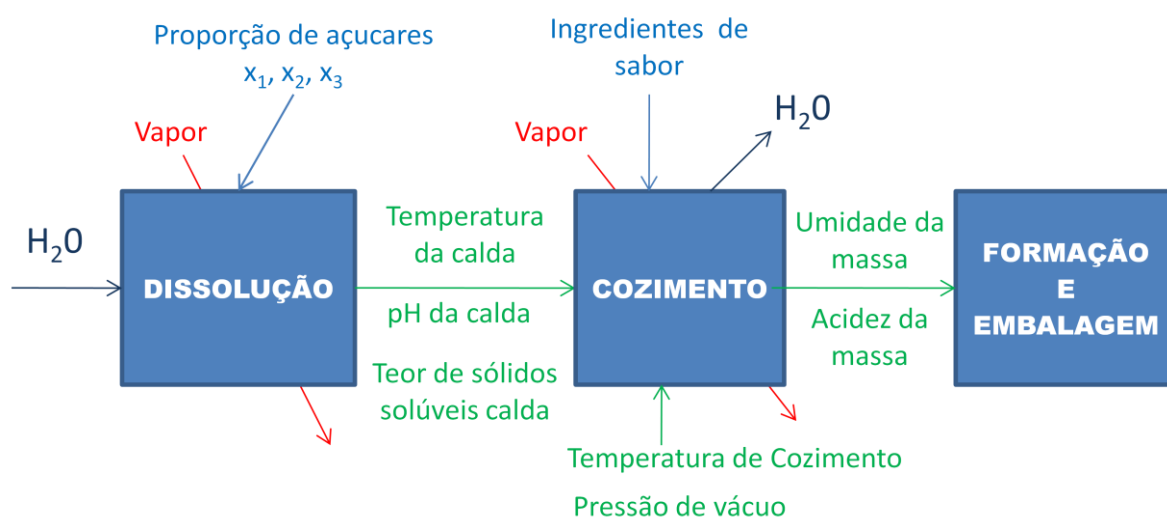 Proporção de açucares
x1, x2, x3
Ingredientes de
sabor
Vapor
Vapor
H20
H20
DISSOLUÇÃO
Temperatura
da calda
pH da calda
Teor de sólidos
solúveis calda
COZIMENTO
Umidade da
massa
Acidez da
massa
FORMAÇÃO
E
EMBALAGEM
Temperatura de Cozimento
Pressão de vácuo